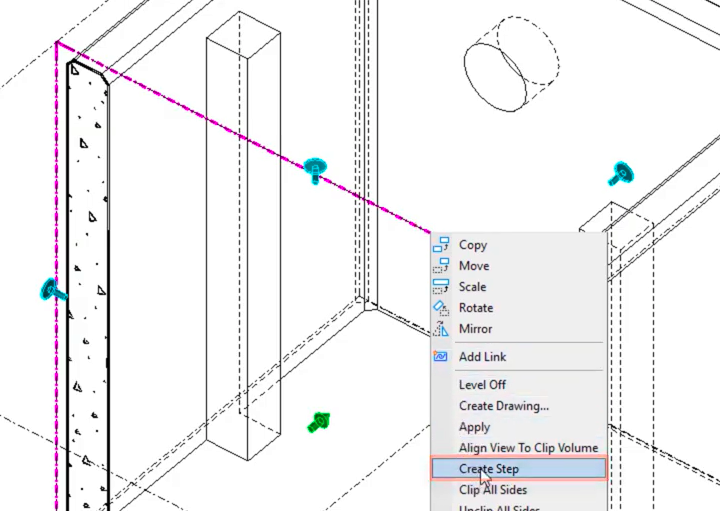 Copy
Move
Scale
Rotate
Mirror
Add Link
Level Off
Create Drawing...
Apply
Align View To Clip Volume
Create Step
Clip All Sides
Unclip All Sides